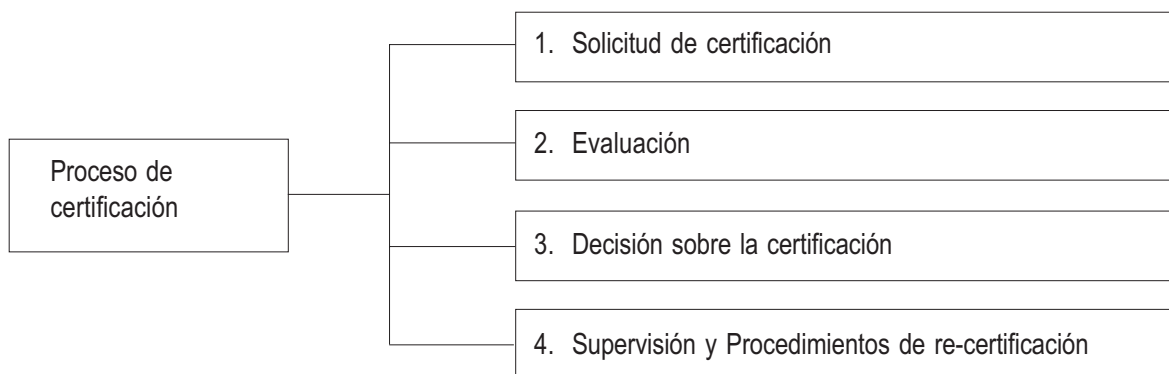 Proceso de
certificación
1. Solicitud de certificación
2. Evaluación
3. Decisión sobre la certificación
4. Supervisión y Procedimientos de re-certificación